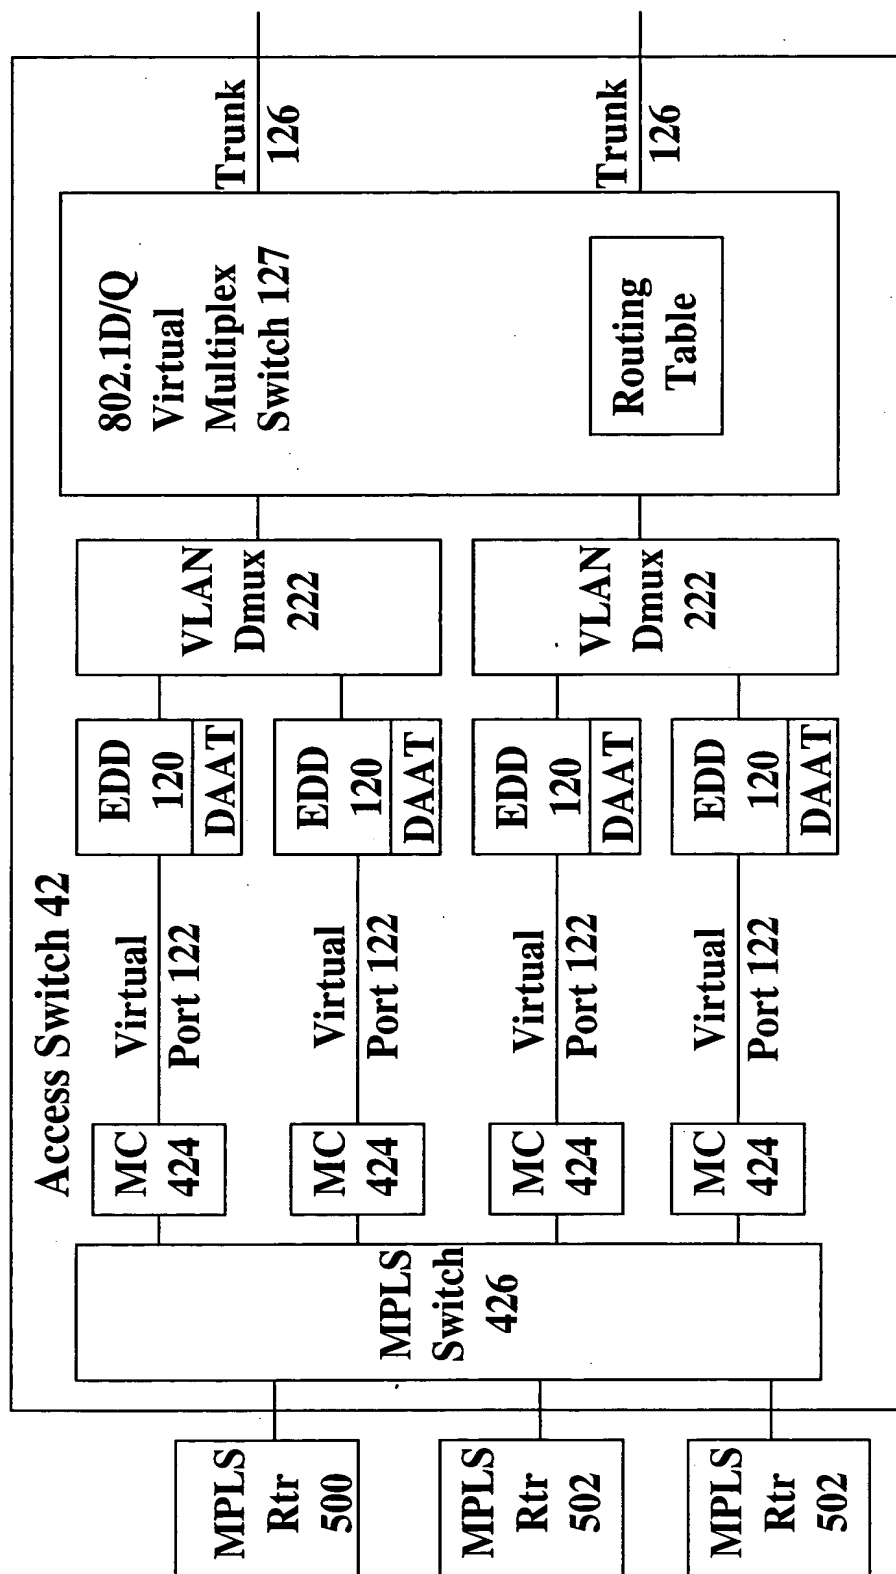 Access Switch 42
MPLS
Rtr
500
MPLS
Rtr
502
MPLS
Rtr
502
MPLS
Switch
426
MC
424
MC
424
MC
424
MC
424
Virtual
Port 122
Virtual
Port 122
Virtual
Port 122
Virtual
Port 122
EDD
120
DAAT
EDD
120
DAAT
EDD
120
DAAT
EDD
120
DAAT
VLAN
Dmux
222
VLAN
Dmux
222
802.1D/Q
Virtual
Multiplex
Switch 127
Routing
Table
Trunk
126
Trunk
126